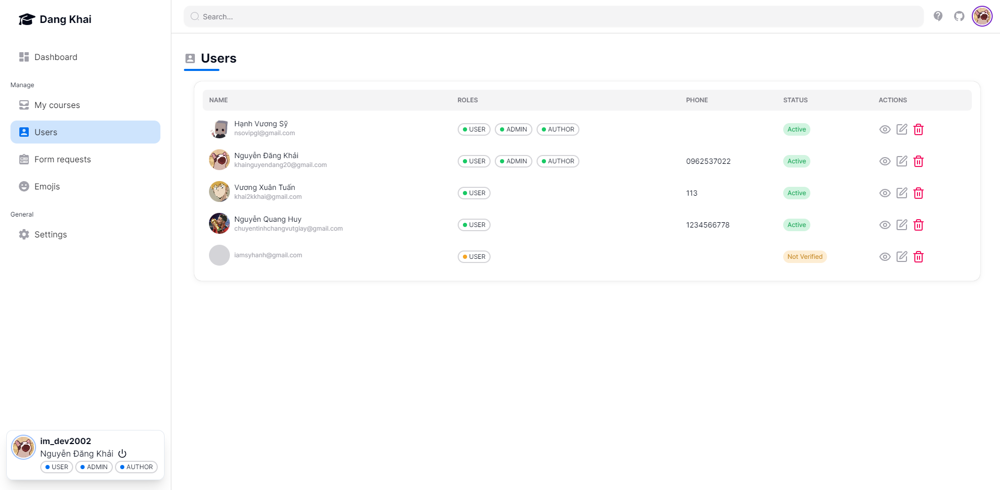 Dang Khai
Search...
Dashboard
Manage
My courses
Users
Form requests
Emojis
General
Settings
im_dev2002
Nguyễn Đăng Khải
USER ADMIN AUTHOR
Users
NAME ROLES PHONE STATUS ACTIONS
Hạnh Vương Sỹ
nsovipgl@gmail.com
USER ADMIN AUTHOR Active
Nguyễn Đăng Khải
khainguyendang20@gmail.com
USER ADMIN AUTHOR 0962537022 Active
Vương Xuân Tuấn
khai2kkhai@gmail.com
USER 113 Active
Nguyễn Quang Huy
chuyentinhchangvutgiay@gmail.com
USER 1234566778 Active
iamsyhanh@gmail.com
USER Not Verified